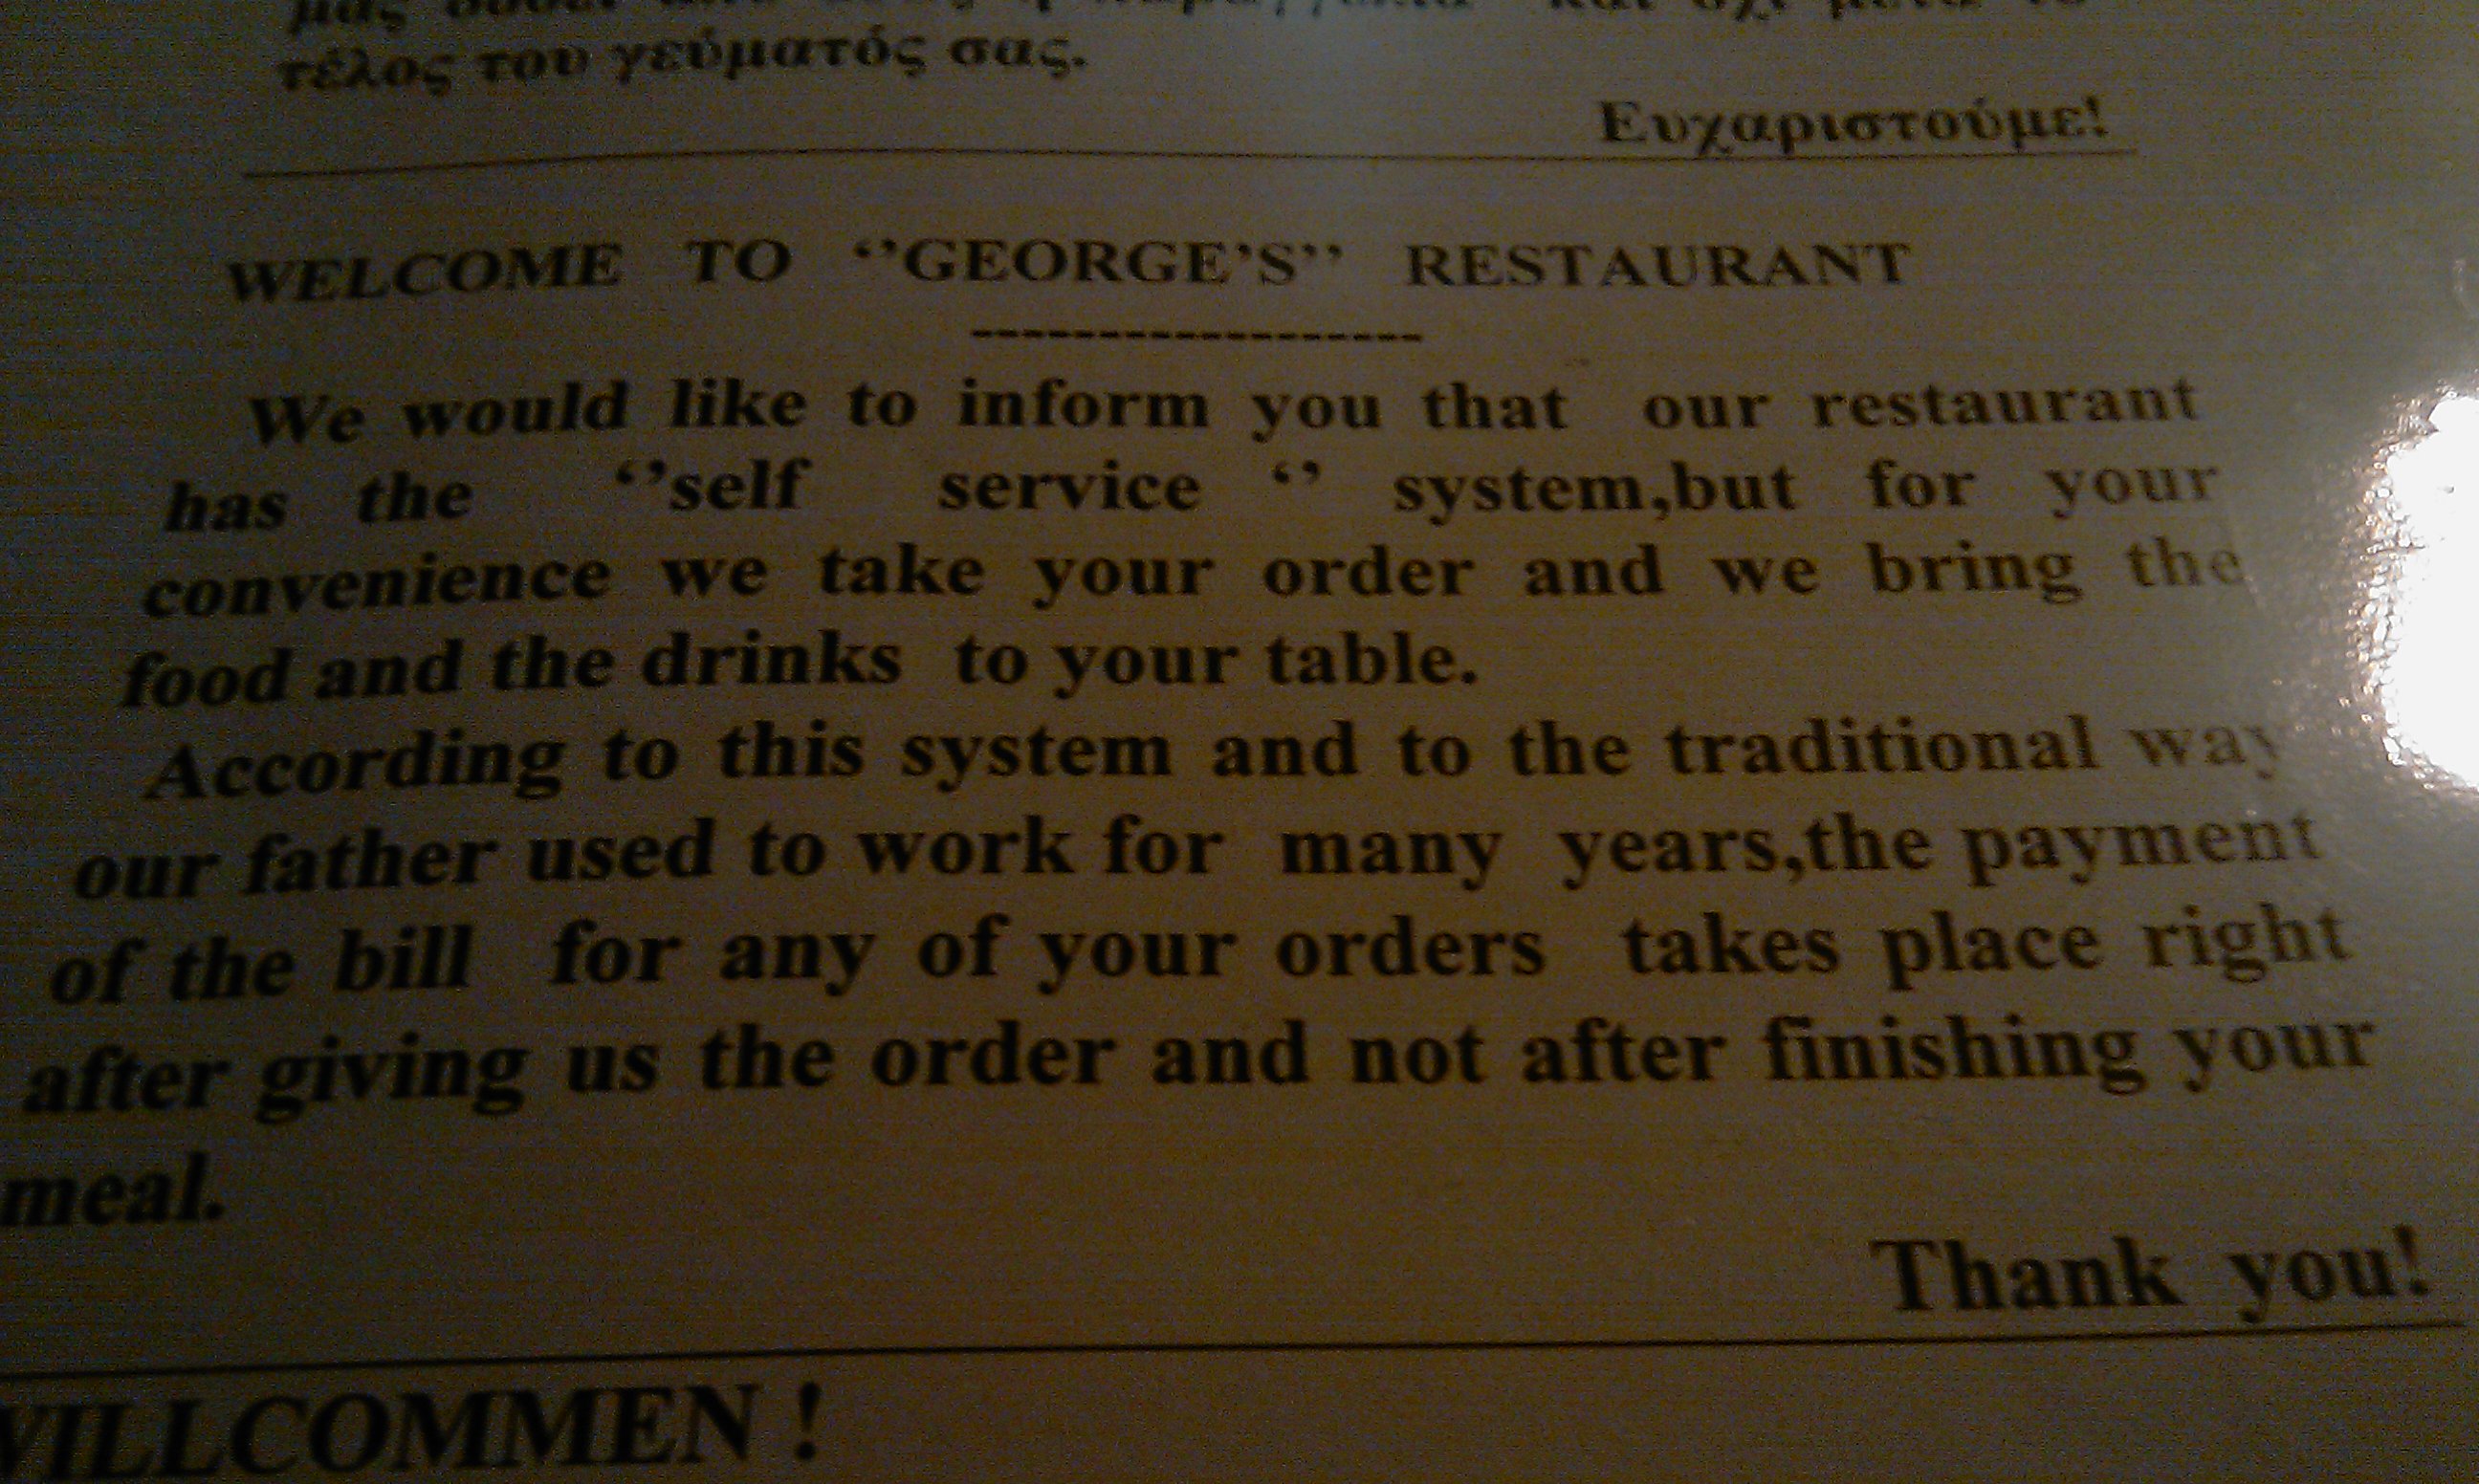 τέλος του γεύματός σας.
Ευχαριστούμε!
WELCOME TO ‘’GEORGE’S’’ RESTAURANT
------------------
We would like to inform you that our restaurant
has the ‘’self service ‘’ system,but for your
convenience we take your order and we bring the
food and the drinks to your table.
According to this system and to the traditional way
our father used to work for many years,the payment
of the bill for any of your orders takes place right
after giving us the order and not after finishing your
meal.
Thank you!
WILLCOMMEN !